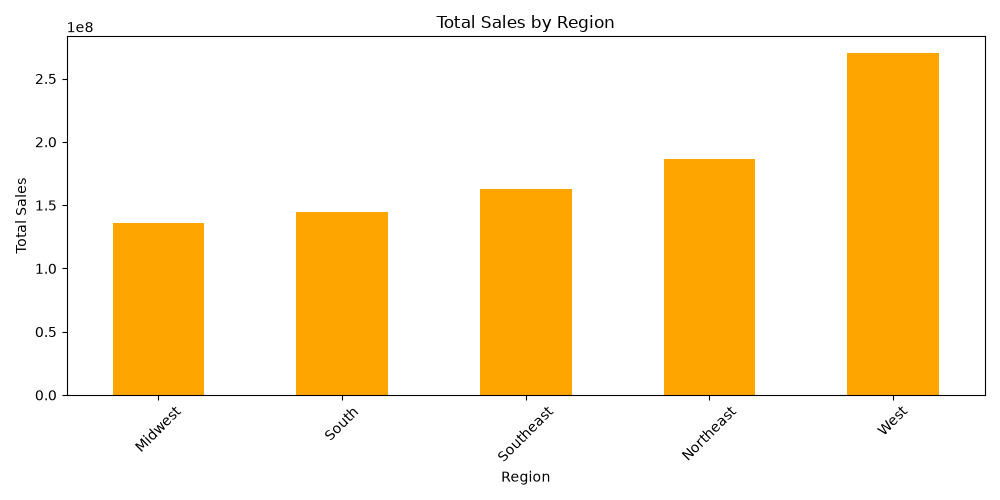 Total Sales by Region
1e8
2.5
2.0
1.5
1.0
0.5
0.0
Total Sales
Midwest
South
Southeast
Northeast
West
Region